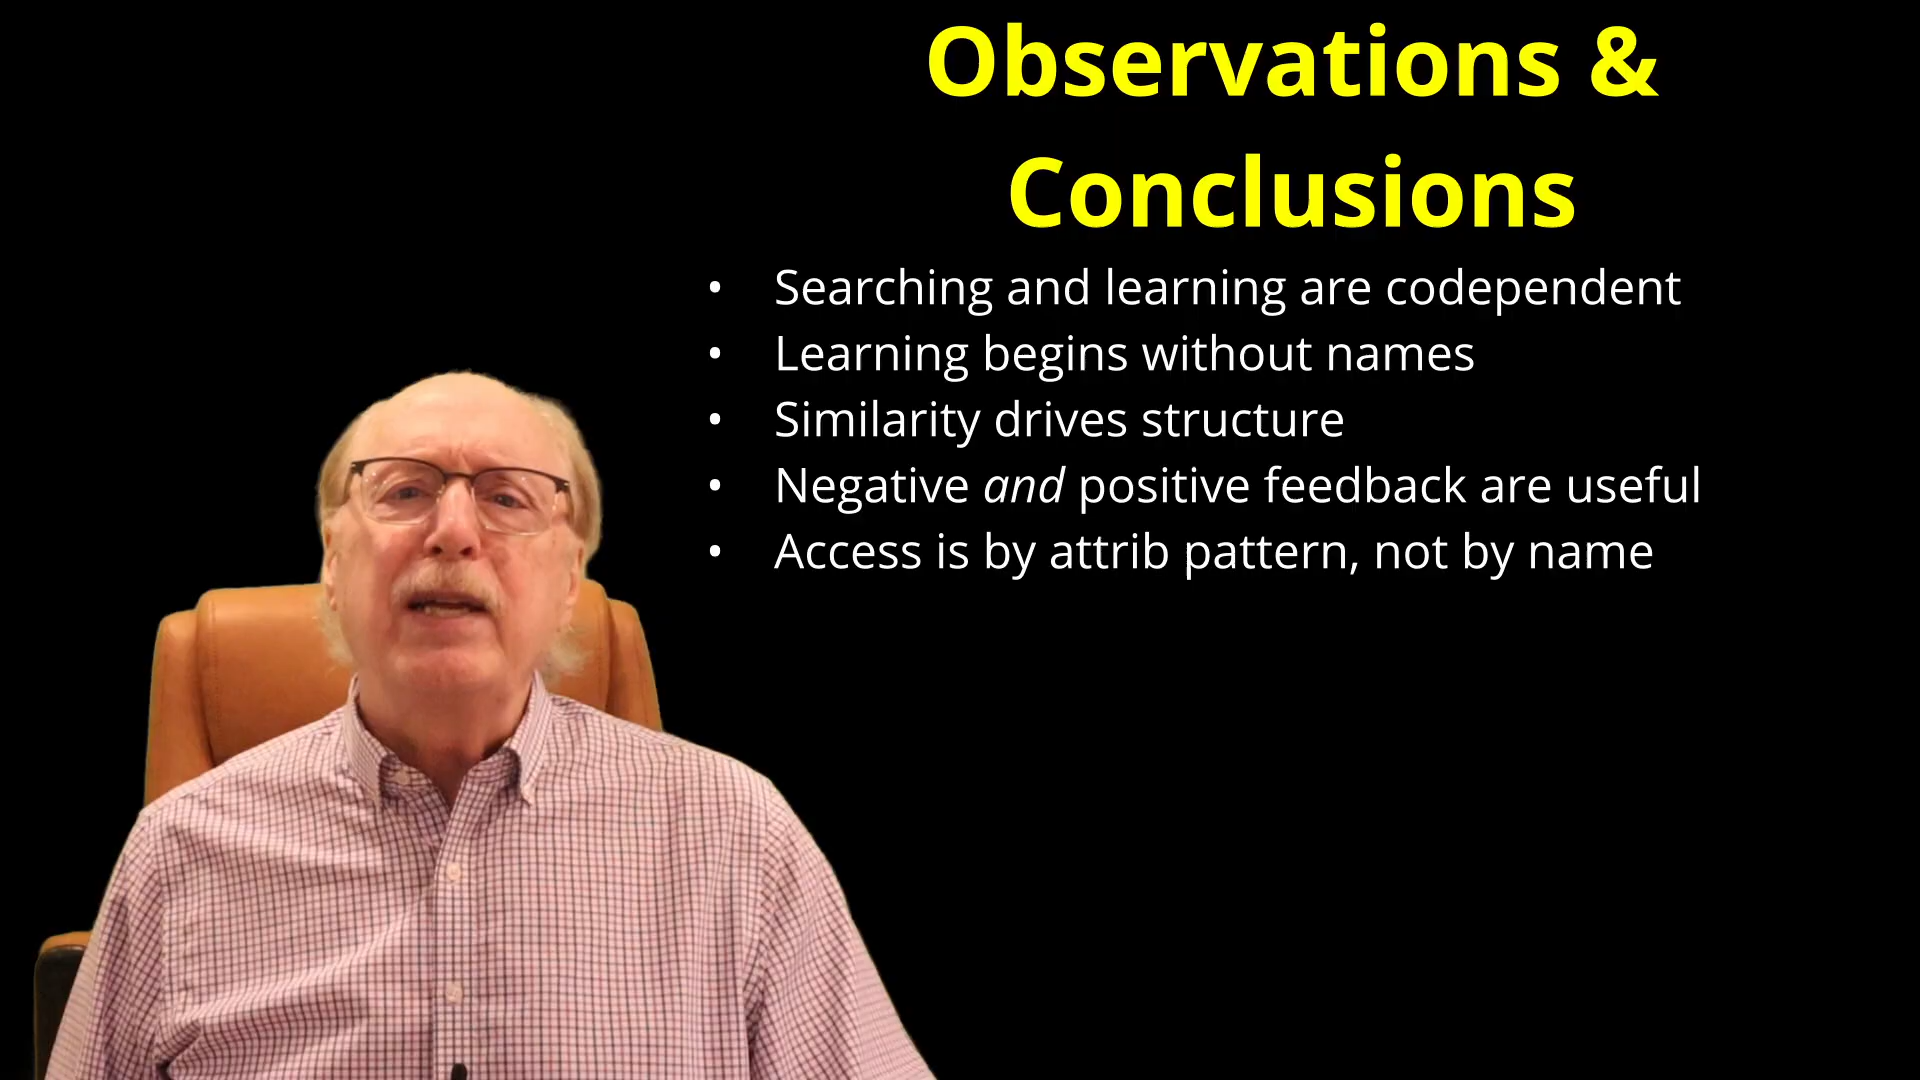 Observations &
Conclusions
• Searching and learning are codependent
• Learning begins without names
• Similarity drives structure
• Negative and positive feedback are useful
• Access is by attrib pattern, not by name